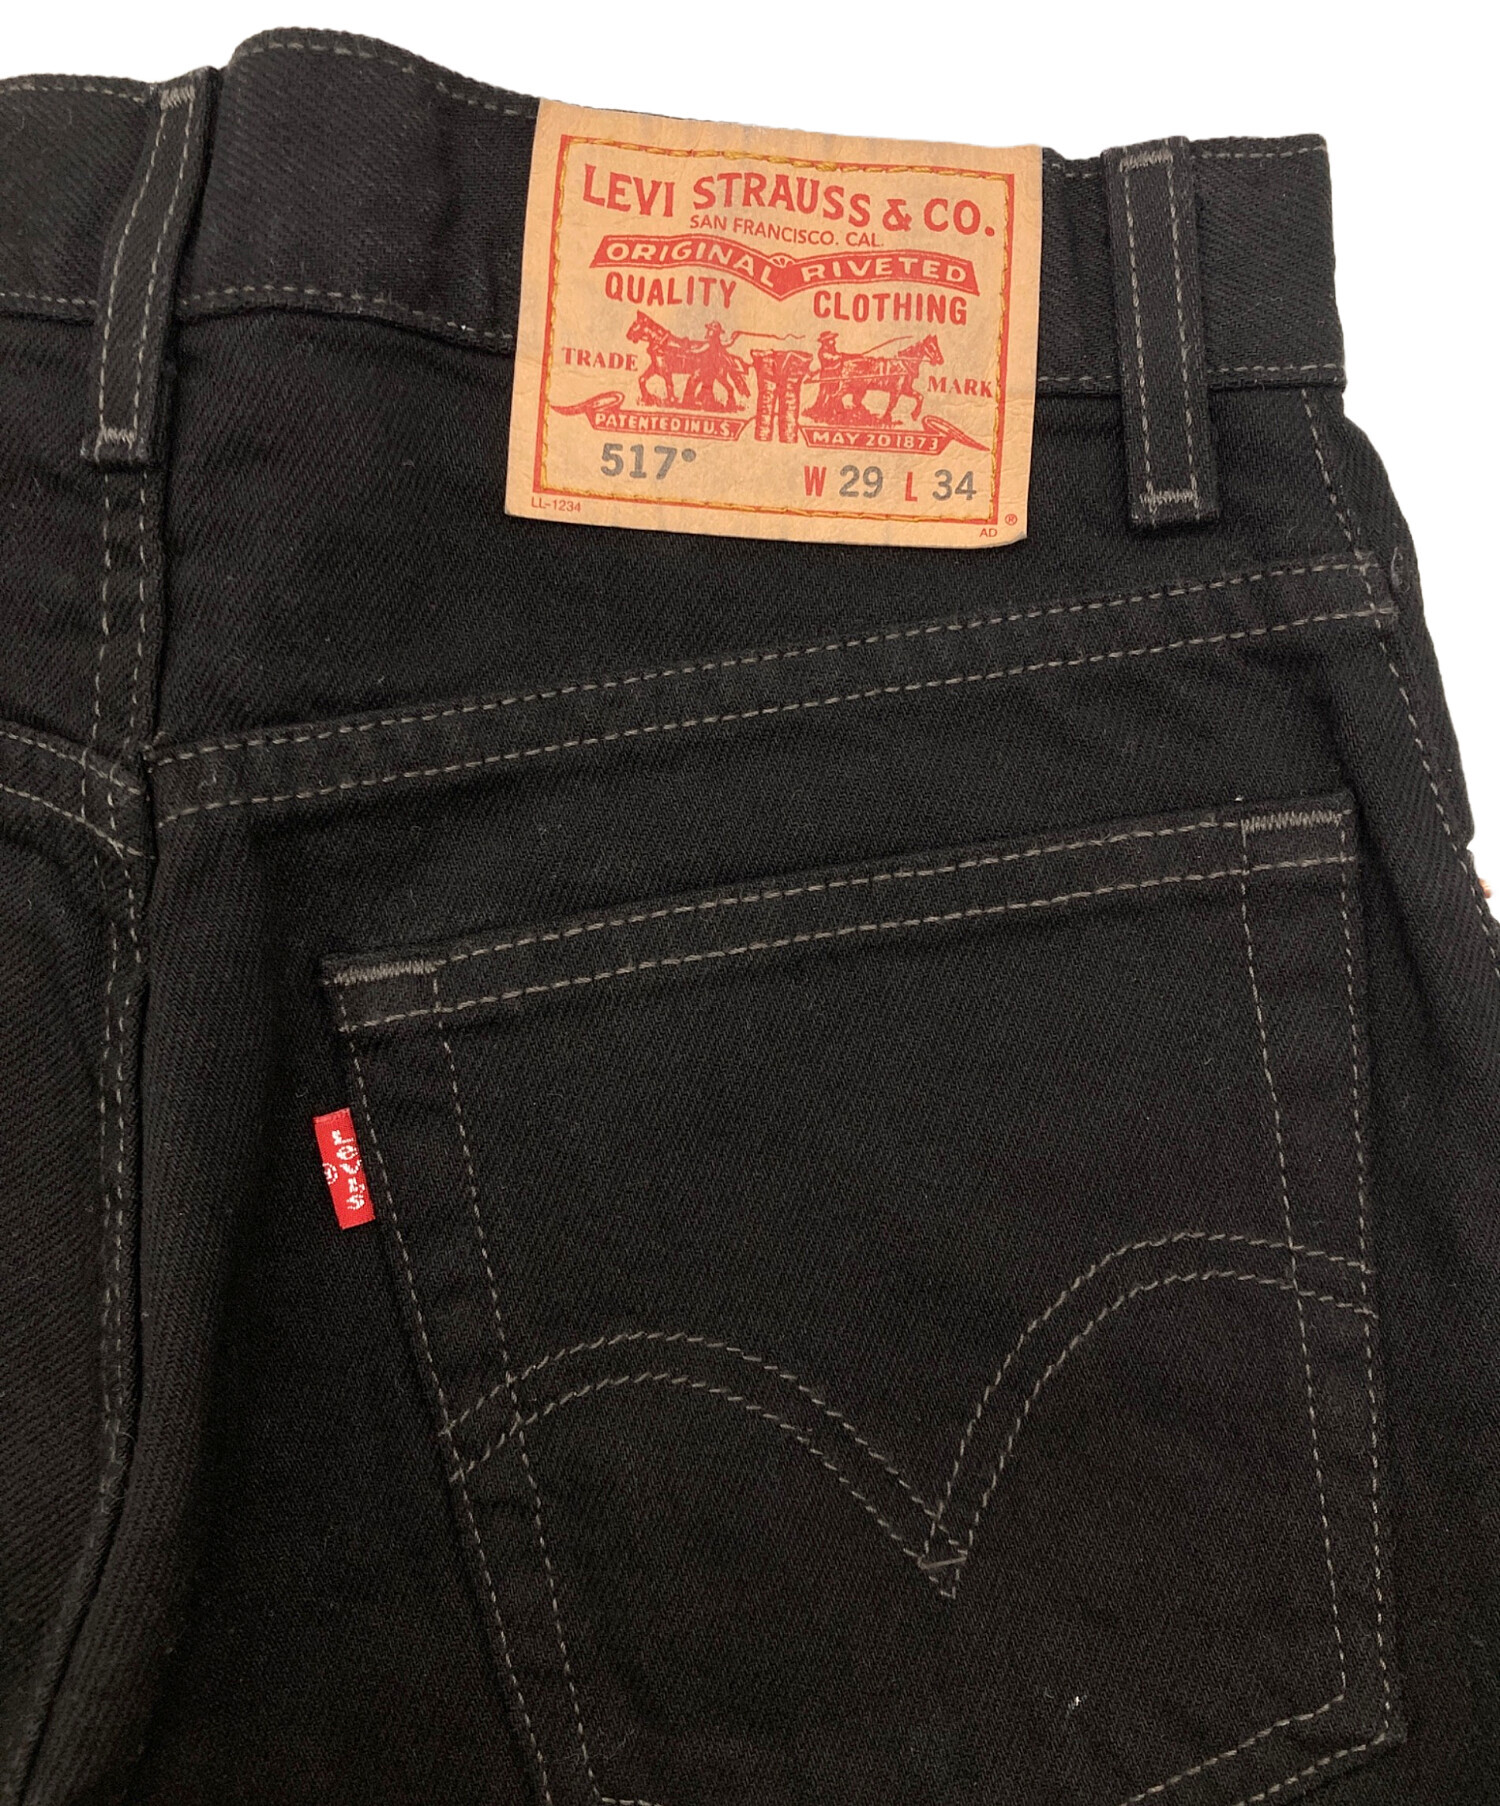 LEVI STRAUSS & CO.
SAN FRANCISCO. CAL.
ORIGINAL RIVETED
QUALITY CLOTHING
TRADE MARK
PATENTED IN U.S. MAY 20 1873
517® W 29 L 34
LL-1234 AD ®
LEVI'S
®